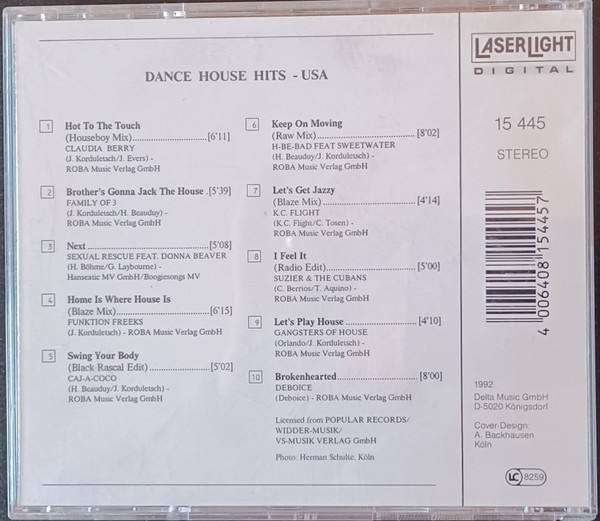 DANCE HOUSE HITS - USA
1 Hot To The Touch
(Houseboy Mix)..............................[6'11]
CLAUDIA BERRY
(J. Korduletsch/J. Evers) -
ROBA Music Verlag GmbH
2 Brother's Gonna Jack The House .[5'39]
FAMILY OF 3
(J. Korduletsch/H. Beauduy) -
ROBA Music Verlag GmbH
3 Next................................................[5'08]
SEXUAL RESCUE FEAT. DONNA BEAVER
(H. Böhme/G. Laybourne) -
Hanseatic MV GmbH/Boogiesongs MV
4 Home Is Where House Is
(Blaze Mix)......................................[6'15]
FUNKTION FREEKS
(J. Korduletsch) - ROBA Music Verlag GmbH
5 Swing Your Body
(Black Rascal Edit)........................[5'02]
CAJ-A-COCO
(H. Beauduy/J. Korduletsch) -
ROBA Music Verlag GmbH
6 Keep On Moving
(Raw Mix)........................................[8'02]
H-BE-BAD FEAT SWEETWATER
(H. Beauduy/J. Korduletsch) -
ROBA Music Verlag GmbH
7 Let's Get Jazzy
(Blaze Mix)......................................[4'14]
K.C. FLIGHT
(K.C. Flight/C. Tosen) -
ROBA Music Verlag GmbH
8 I Feel It
(Radio Edit).....................................[5'00]
SUZIER & THE CUBANS
(C. Berrios/T. Aquino) -
ROBA Music Verlag GmbH
9 Let's Play House............................[4'10]
GANGSTERS OF HOUSE
(Orlando/J. Korduletsch) -
ROBA Music Verlag GmbH
10 Brokenhearted................................[8'00]
DEBOICE
(Deboice) - ROBA Music Verlag GmbH
Licensed from POPULAR RECORDS/
WIDDER-MUSIK/
VS-MUSIK VERLAG GmbH
Photo: Herman Schulte, Köln
LASERLIGHT
DIGITAL
15 445
STEREO
4 006408 154457
1992
Delta Music GmbH
D-5020 Königsdorf
Cover-Design:
A. Backhausen
Köln
LC 8259